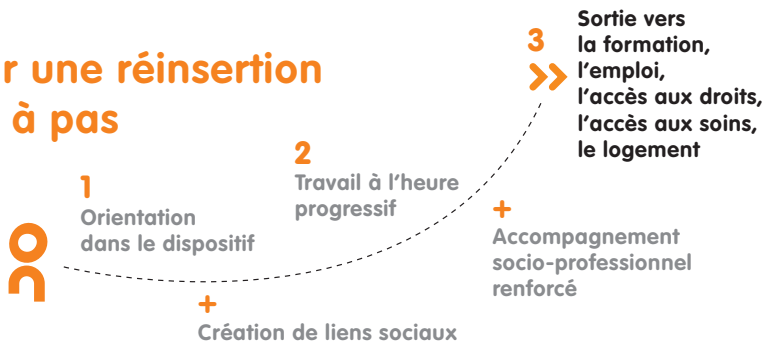 r une réinsertion
à pas
1
Orientation
dans le dispositif
+
Création de liens sociaux
2
Travail à l'heure
progressif
+
Accompagnement
socio-professionnel
renforcé
3
Sortie vers
la formation,
l'emploi,
l'accès aux droits,
l'accès aux soins,
le logement